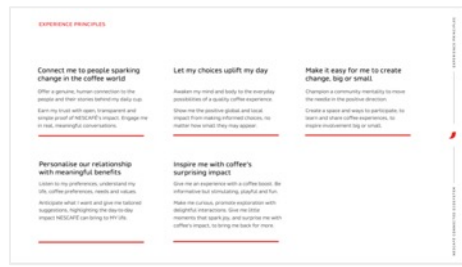 EXPERIENCE PRINCIPLES
Connect me to people sparking
change in the coffee world
Offer a genuine, human connection to the
people and their stories behind my daily cup.
Earn my trust with open, transparent and
simple proof of NESCAFÉ's impact. Engage me
in real, meaningful conversations.
Let my choices uplift my day
Awaken my mind and body to the everyday
possibilities of a quality coffee experience.
Show me the positive global and local
impact from making informed choices, no
matter how small they may appear.
Make it easy for me to create
change, big or small
Champion a community mentality to move
the needle in the positive direction.
Create a space and ways to participate, to
learn and share coffee experiences, to
inspire involvement big or small.
Personalise our relationship
with meaningful benefits
Listen to my preferences, understand my
life, coffee preferences, needs and values.
Anticipate what I want and give me tailored
suggestions, highlighting the day-to-day
impact NESCAFÉ can bring to MY life.
Inspire me with coffee's
surprising impact
Give me an experience with a coffee boost. Be
informative but stimulating, playful and fun.
Make me curious, promote exploration with
delightful interactions. Give me little
moments that spark joy, and surprise me with
coffee's impact, to bring me back for more.
EXPERIENCE PRINCIPLES
NESCAFÉ CONNECTED ECOSYSTEM